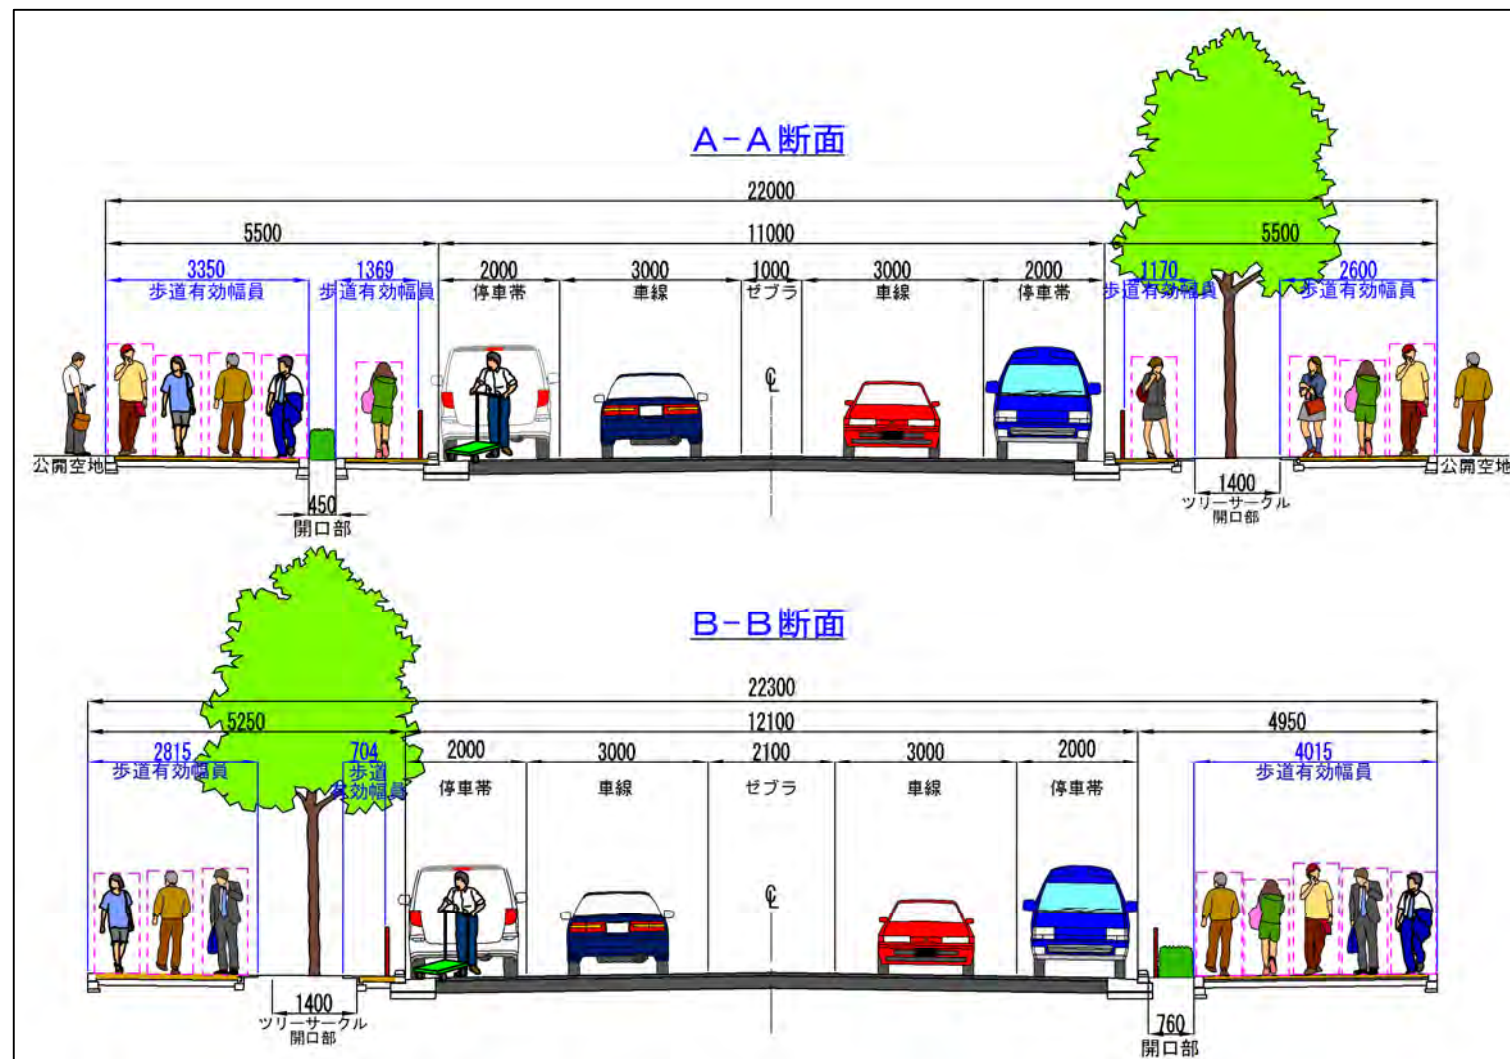 A-A断面
22000
5500 11000 5500
3350 1369 2000 3000 1000 3000 2000 1170 2600
歩道有効幅員 歩道有効幅員 停車帯 車線 ゼブラ 車線 停車帯 歩道有効幅員 歩道有効幅員
℄
公開空地 公開空地
450 1400
開口部 ツリーサークル
開口部
B-B断面
22300
5250 12100 4950
2815 704 2000 3000 2100 3000 2000 4015
歩道有効幅員 歩道 停車帯 車線 ゼブラ 車線 停車帯 歩道有効幅員
有効幅員
℄
1400 760
ツリーサークル 開口部
開口部